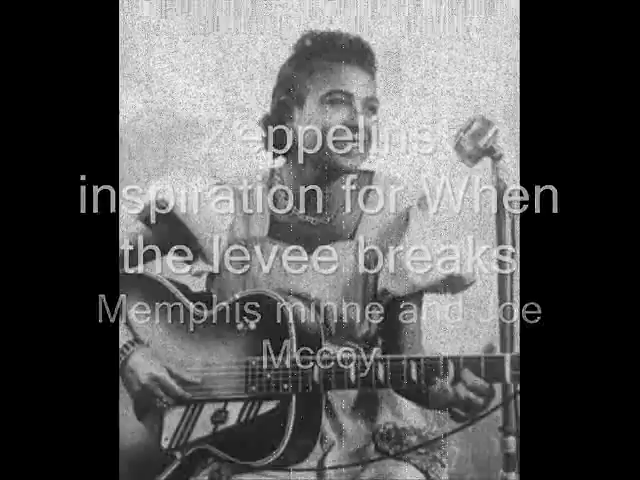 Zeppelins
inspiration for When
the levee breaks
Memphis minne and Joe
Mccoy